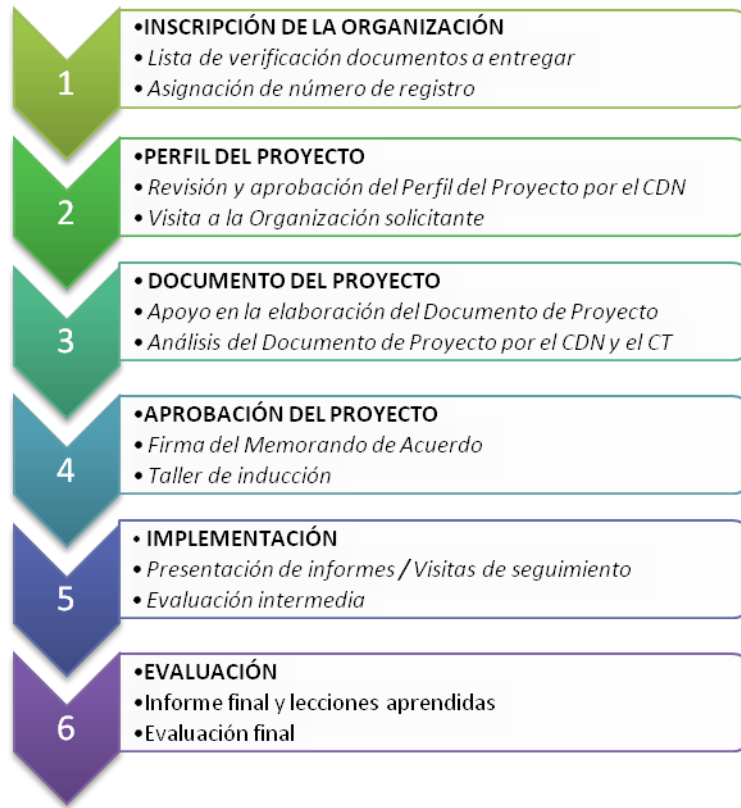 1
•INSCRIPCIÓN DE LA ORGANIZACIÓN
• Lista de verificación documentos a entregar
• Asignación de número de registro
2
•PERFIL DEL PROYECTO
• Revisión y aprobación del Perfil del Proyecto por el CDN
• Visita a la Organización solicitante
3
• DOCUMENTO DEL PROYECTO
• Apoyo en la elaboración del Documento de Proyecto
• Análisis del Documento de Proyecto por el CDN y el CT
4
•APROBACIÓN DEL PROYECTO
• Firma del Memorando de Acuerdo
• Taller de inducción
5
• IMPLEMENTACIÓN
• Presentación de informes / Visitas de seguimiento
• Evaluación intermedia
6
•EVALUACIÓN
•Informe final y lecciones aprendidas
•Evaluación final